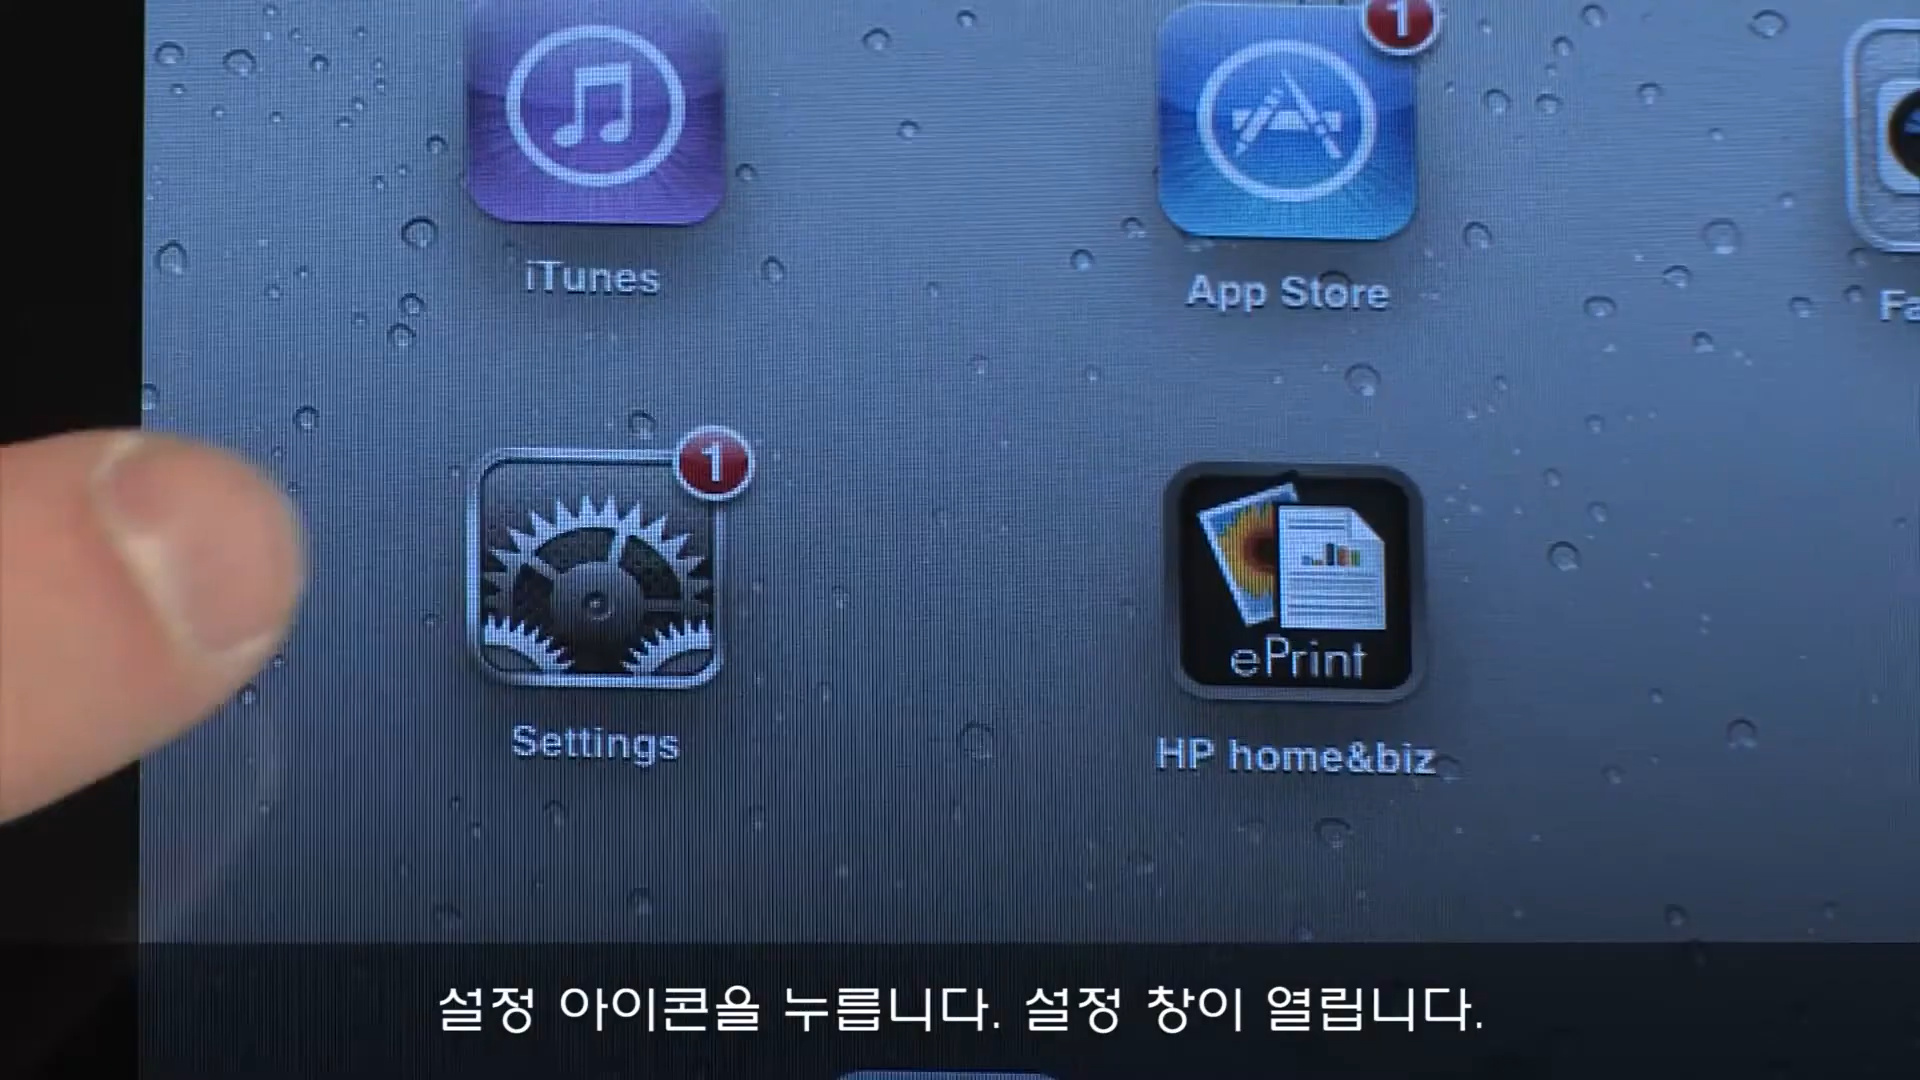 1
iTunes
App Store
Fa
1
ePrint
Settings
HP home&biz
설정 아이콘을 누릅니다. 설정 창이 열립니다.